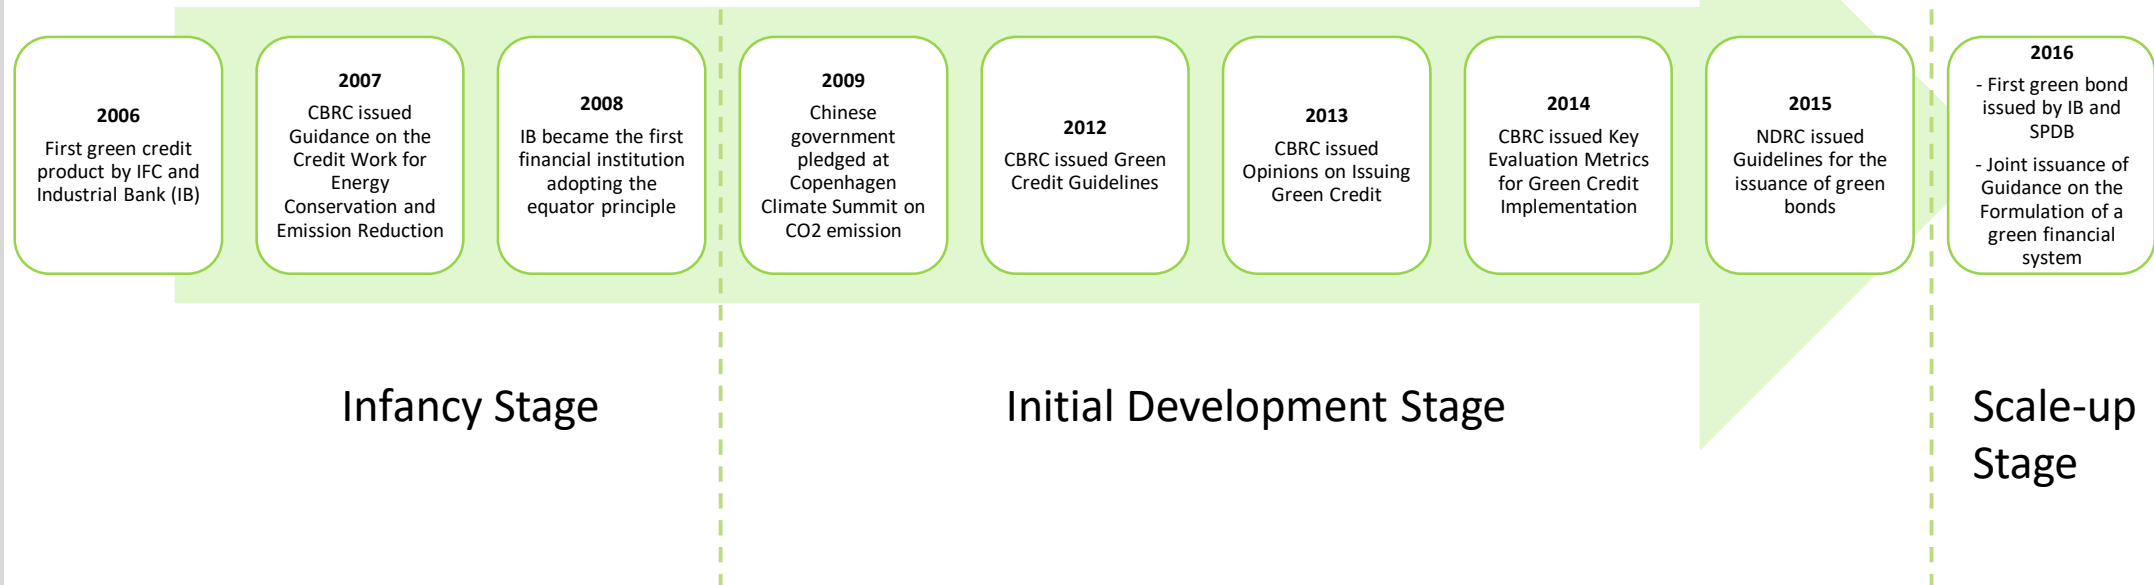 2006
First green credit
product by IFC and
Industrial Bank (IB)
2007
CBRC issued
Guidance on the
Credit Work for
Energy
Conservation and
Emission Reduction
2008
IB became the first
financial institution
adopting the
equator principle
2009
Chinese
government
pledged at
Copenhagen
Climate Summit on
CO2 emission
2012
CBRC issued Green
Credit Guidelines
2013
CBRC issued
Opinions on Issuing
Green Credit
2014
CBRC issued Key
Evaluation Metrics
for Green Credit
Implementation
2015
NDRC issued
Guidelines for the
issuance of green
bonds
2016
- First green bond
issued by IB and
SPDB
- Joint issuance of
Guidance on the
Formulation of a
green financial
system
Infancy Stage
Initial Development Stage
Scale-up
Stage